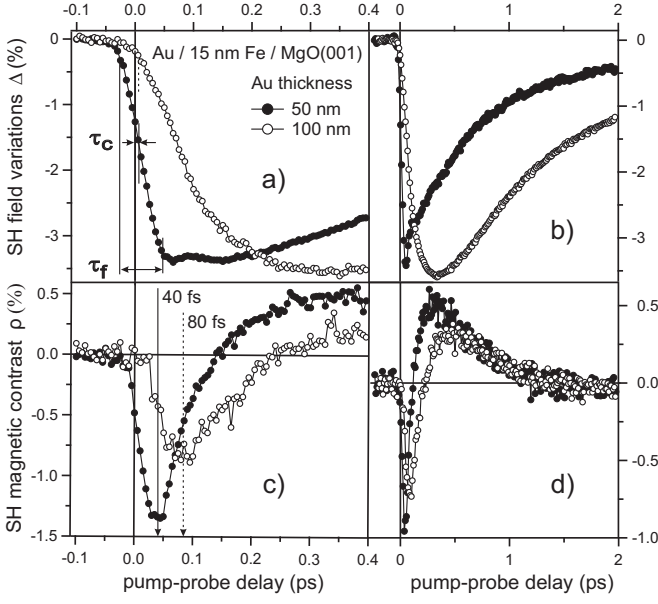 0.0 0.1 0.2 0.3 0.4 0 1 2
0 -1 -2 -3
SH field variations Δ (%)
Au / 15 nm Fe / MgO(001)
Au thickness
50 nm
100 nm
τc
τf
a)
b)
0 -1 -2 -3
0.5 0.0 -0.5 -1.0 -1.5
SH magnetic contrast ρ (%)
40 fs
80 fs
c)
d)
0.5 0.0 -0.5 -1.0
-0.1 0.0 0.1 0.2 0.3 0.4 0 1 2
pump-probe delay (ps) pump-probe delay (ps)